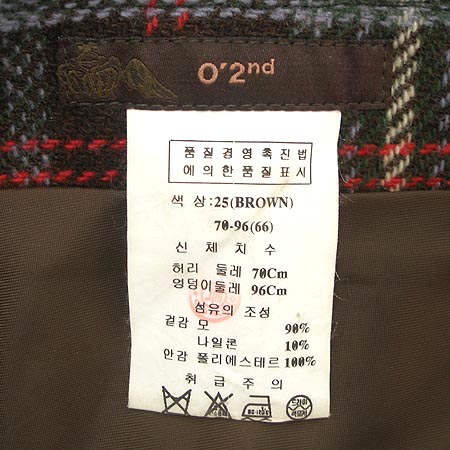 O'2nd
품질경영촉진법
에의한품질표시
색 상:25(BROWN)
70-96(66)
신 체 치 수
허리 둘레 70Cm
엉덩이둘레 96Cm
섬유의 조성
겉감 모 90%
나일론 10%
안감 폴리에스테르 100%
취 급 주 의
드라이